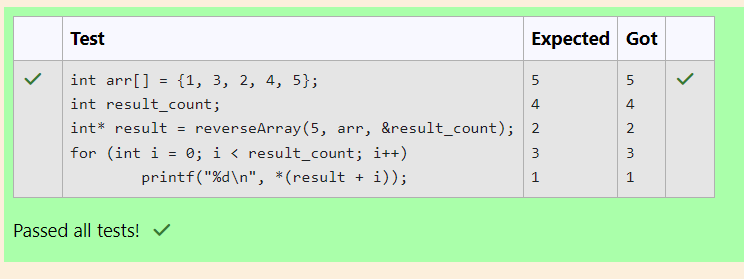 Test Expected Got
int arr[] = {1, 3, 2, 4, 5}; 5 5
int result_count; 4 4
int* result = reverseArray(5, arr, &result_count); 2 2
for (int i = 0; i < result_count; i++) 3 3
printf("%d\n", *(result + i)); 1 1
Passed all tests!